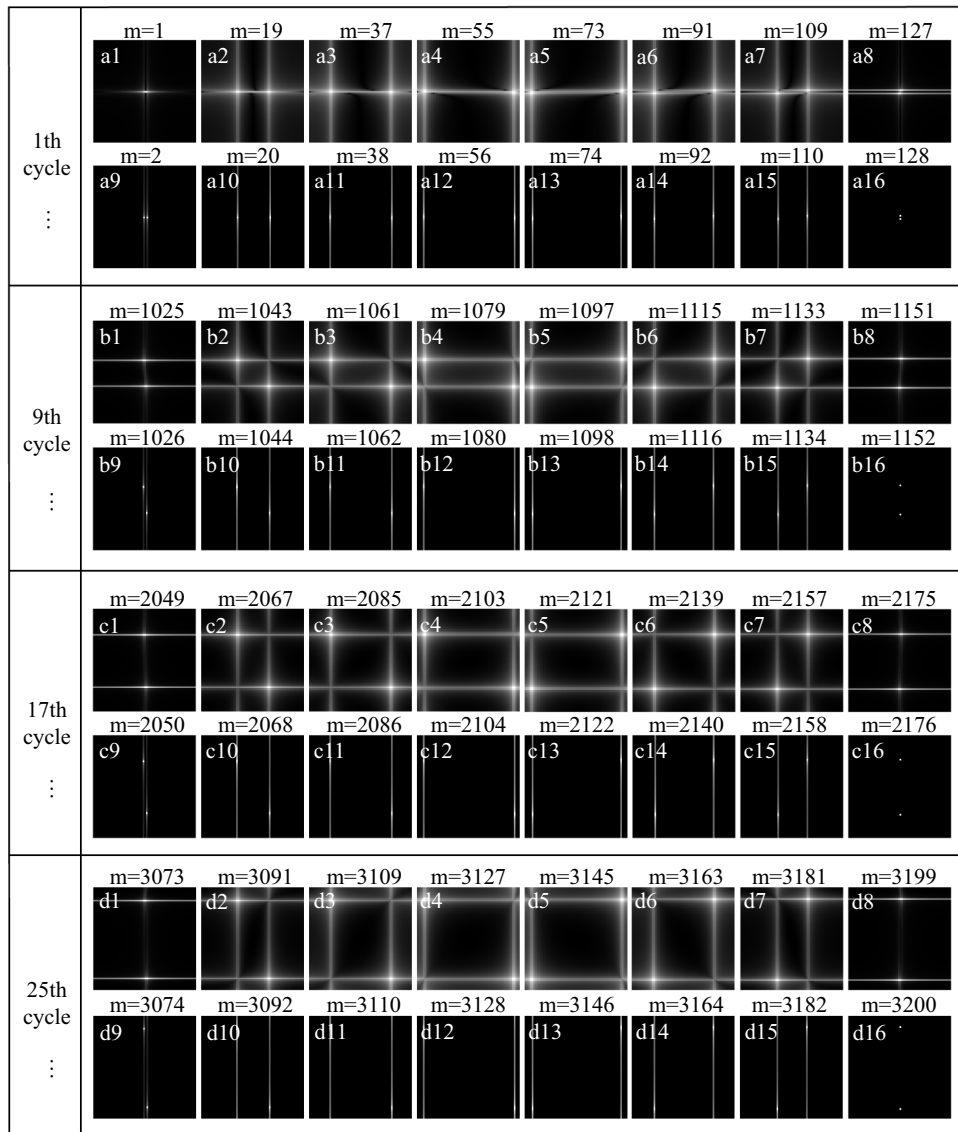 m=1 m=19 m=37 m=55 m=73 m=91 m=109 m=127
a1 a2 a3 a4 a5 a6 a7 a8
1th
cycle
⋮
m=2 m=20 m=38 m=56 m=74 m=92 m=110 m=128
a9 a10 a11 a12 a13 a14 a15 a16
m=1025 m=1043 m=1061 m=1079 m=1097 m=1115 m=1133 m=1151
b1 b2 b3 b4 b5 b6 b7 b8
9th
cycle
⋮
m=1026 m=1044 m=1062 m=1080 m=1098 m=1116 m=1134 m=1152
b9 b10 b11 b12 b13 b14 b15 b16
m=2049 m=2067 m=2085 m=2103 m=2121 m=2139 m=2157 m=2175
c1 c2 c3 c4 c5 c6 c7 c8
17th
cycle
⋮
m=2050 m=2068 m=2086 m=2104 m=2122 m=2140 m=2158 m=2176
c9 c10 c11 c12 c13 c14 c15 c16
m=3073 m=3091 m=3109 m=3127 m=3145 m=3163 m=3181 m=3199
d1 d2 d3 d4 d5 d6 d7 d8
25th
cycle
⋮
m=3074 m=3092 m=3110 m=3128 m=3146 m=3164 m=3182 m=3200
d9 d10 d11 d12 d13 d14 d15 d16